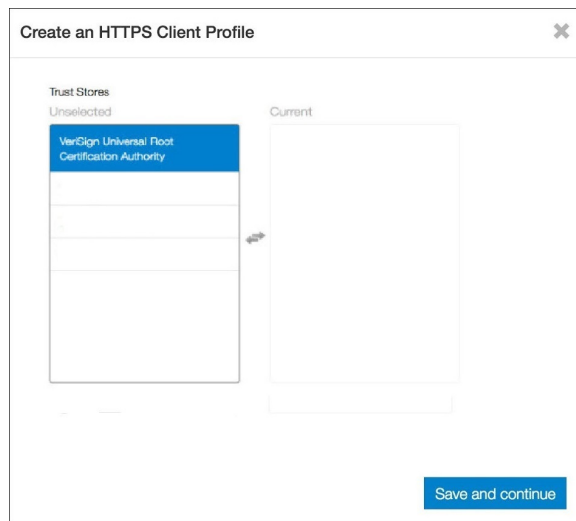 Create an HTTPS Client Profile
Trust Stores
Unselected
Current
VeriSign Universal Root
Certification Authority
Save and continue